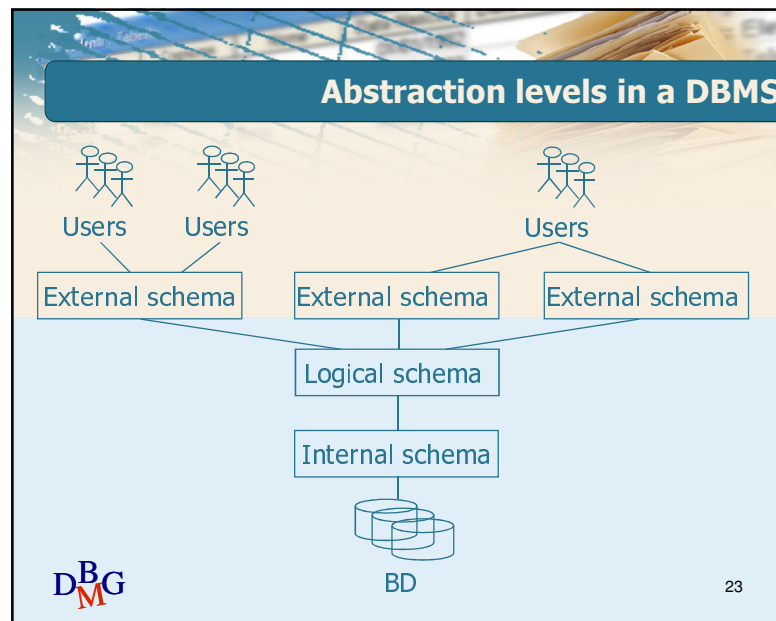 Abstraction levels in a DBMS
Users Users Users
External schema External schema External schema
Logical schema
Internal schema
BD
DBMG
23